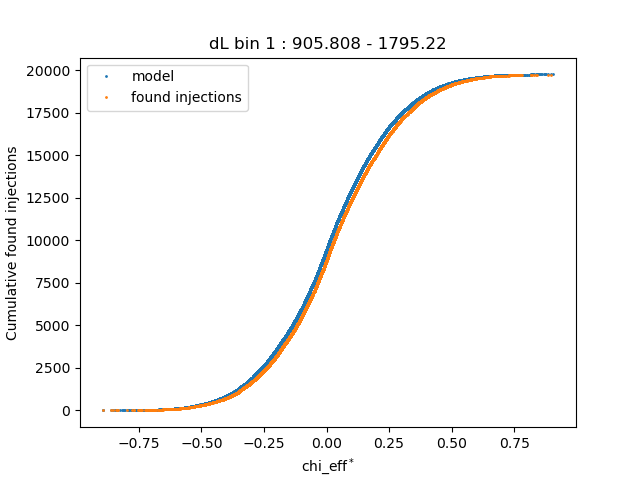 dL bin 1 : 905.808 - 1795.22
model
found injections
Cumulative found injections
20000
17500
15000
12500
10000
7500
5000
2500
0
−0.75 −0.50 −0.25 0.00 0.25 0.50 0.75
chi_eff*